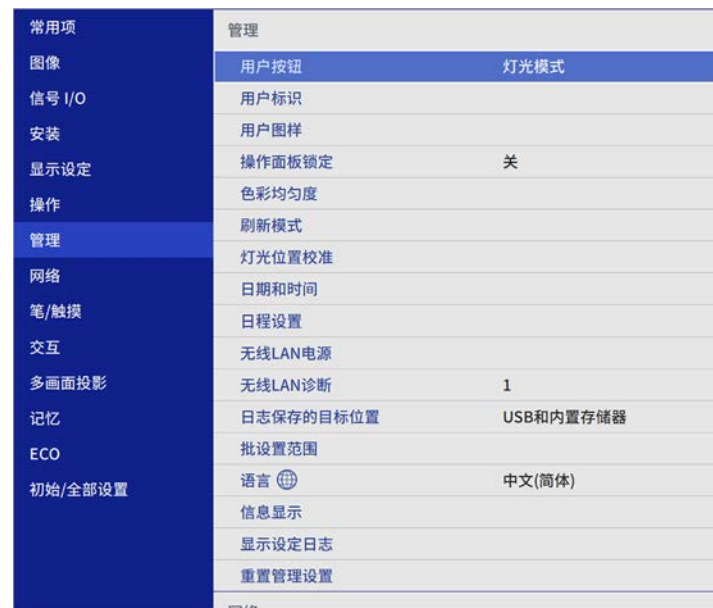 常用项
图像
信号 I/O
安装
显示设定
操作
管理
网络
笔/触摸
交互
多画面投影
记忆
ECO
初始/全部设置
管理
用户按钮 灯光模式
用户标识
用户图样
操作面板锁定 关
色彩均匀度
刷新模式
灯光位置校准
日期和时间
日程设置
无线LAN电源
无线LAN诊断 1
日志保存的目标位置 USB和内置存储器
批设置范围
语言 中文(简体)
信息显示
显示设定日志
重置管理设置